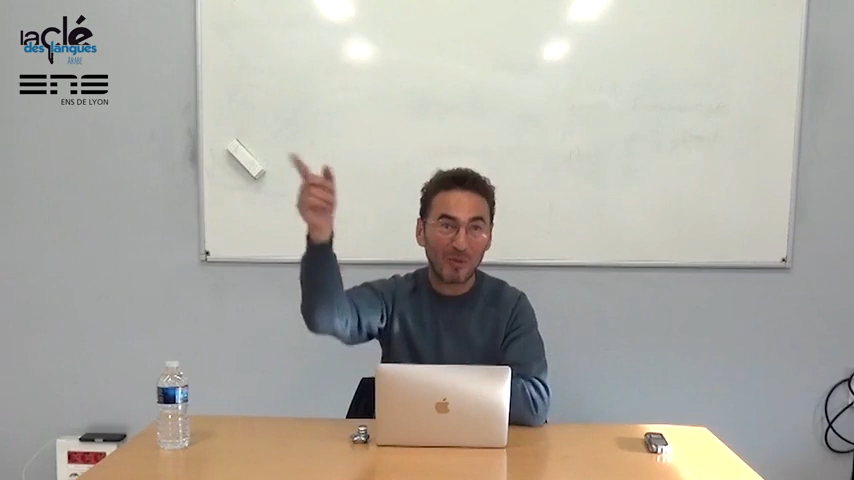 la clé
des langues
ARABE
ENS
ENS DE LYON